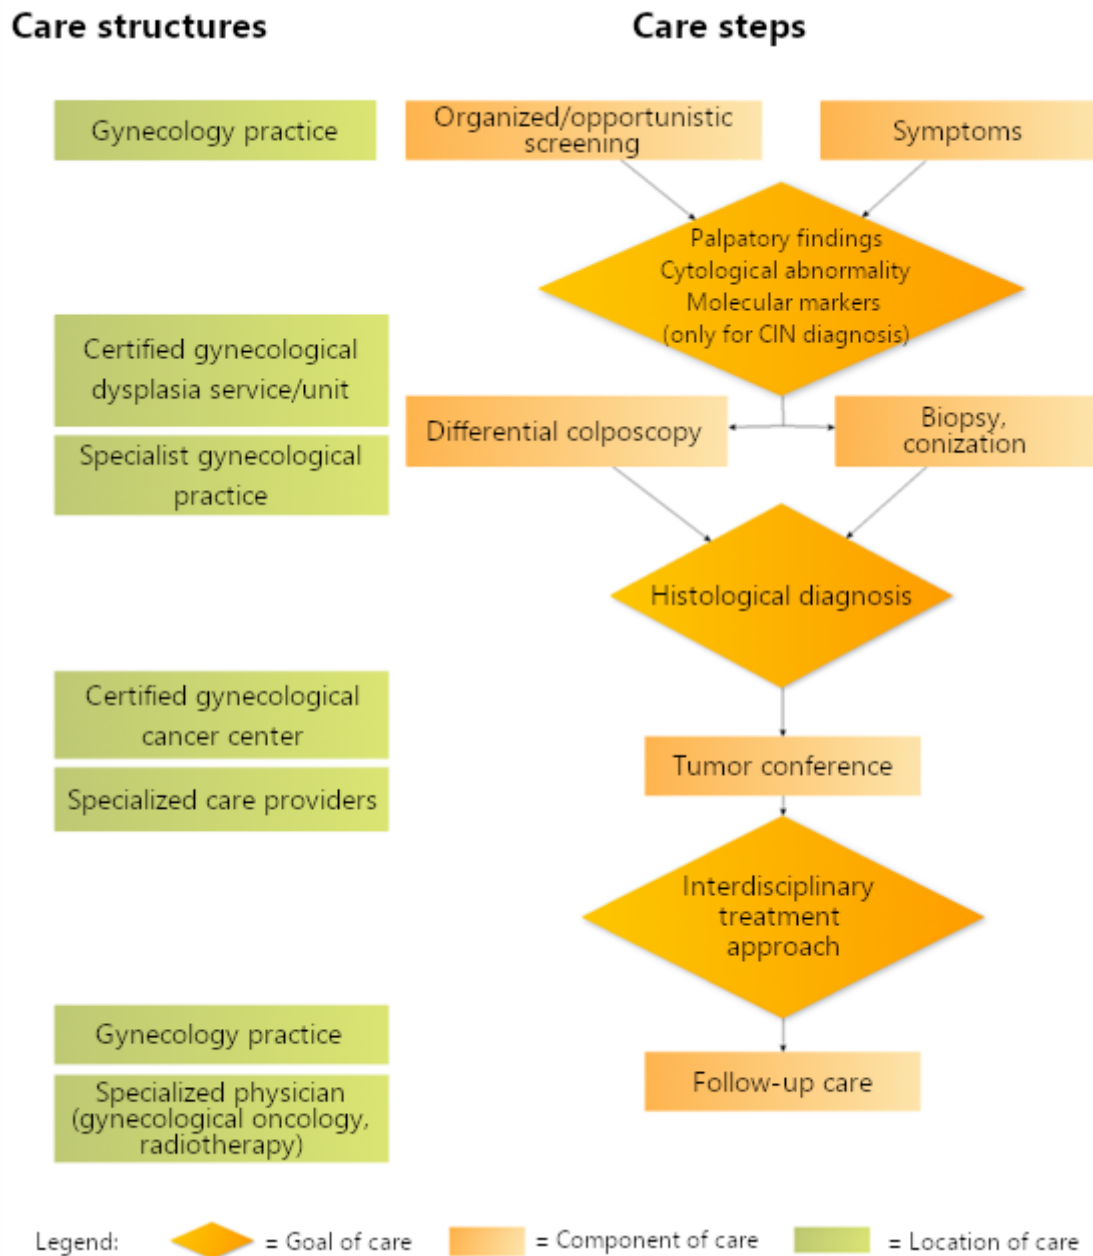 Care structures
Care steps
Gynecology practice
Organized/opportunistic
screening
Symptoms
Palpatory findings
Cytological abnormality
Molecular markers
(only for CIN diagnosis)
Certified gynecological
dysplasia service/unit
Specialist gynecological
practice
Differential colposcopy
Biopsy,
conization
Histological diagnosis
Certified gynecological
cancer center
Specialized care providers
Tumor conference
Interdisciplinary
treatment
approach
Gynecology practice
Specialized physician
(gynecological oncology,
radiotherapy)
Follow-up care
Legend:
= Goal of care
= Component of care
= Location of care